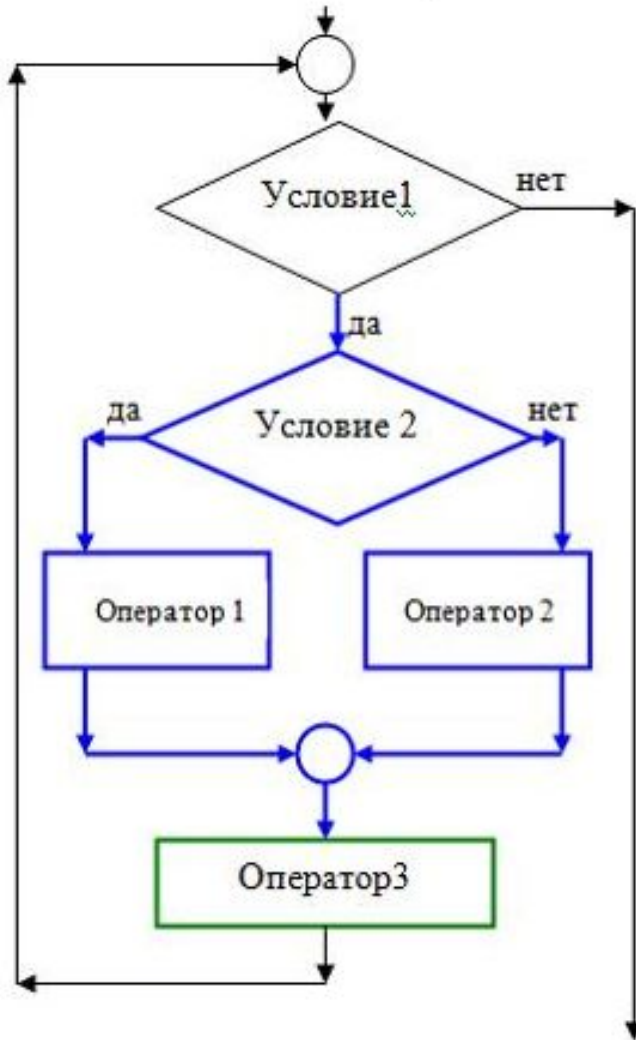 Условие1
нет
да
да
Условие 2
нет
Оператор 1
Оператор 2
Оператор3